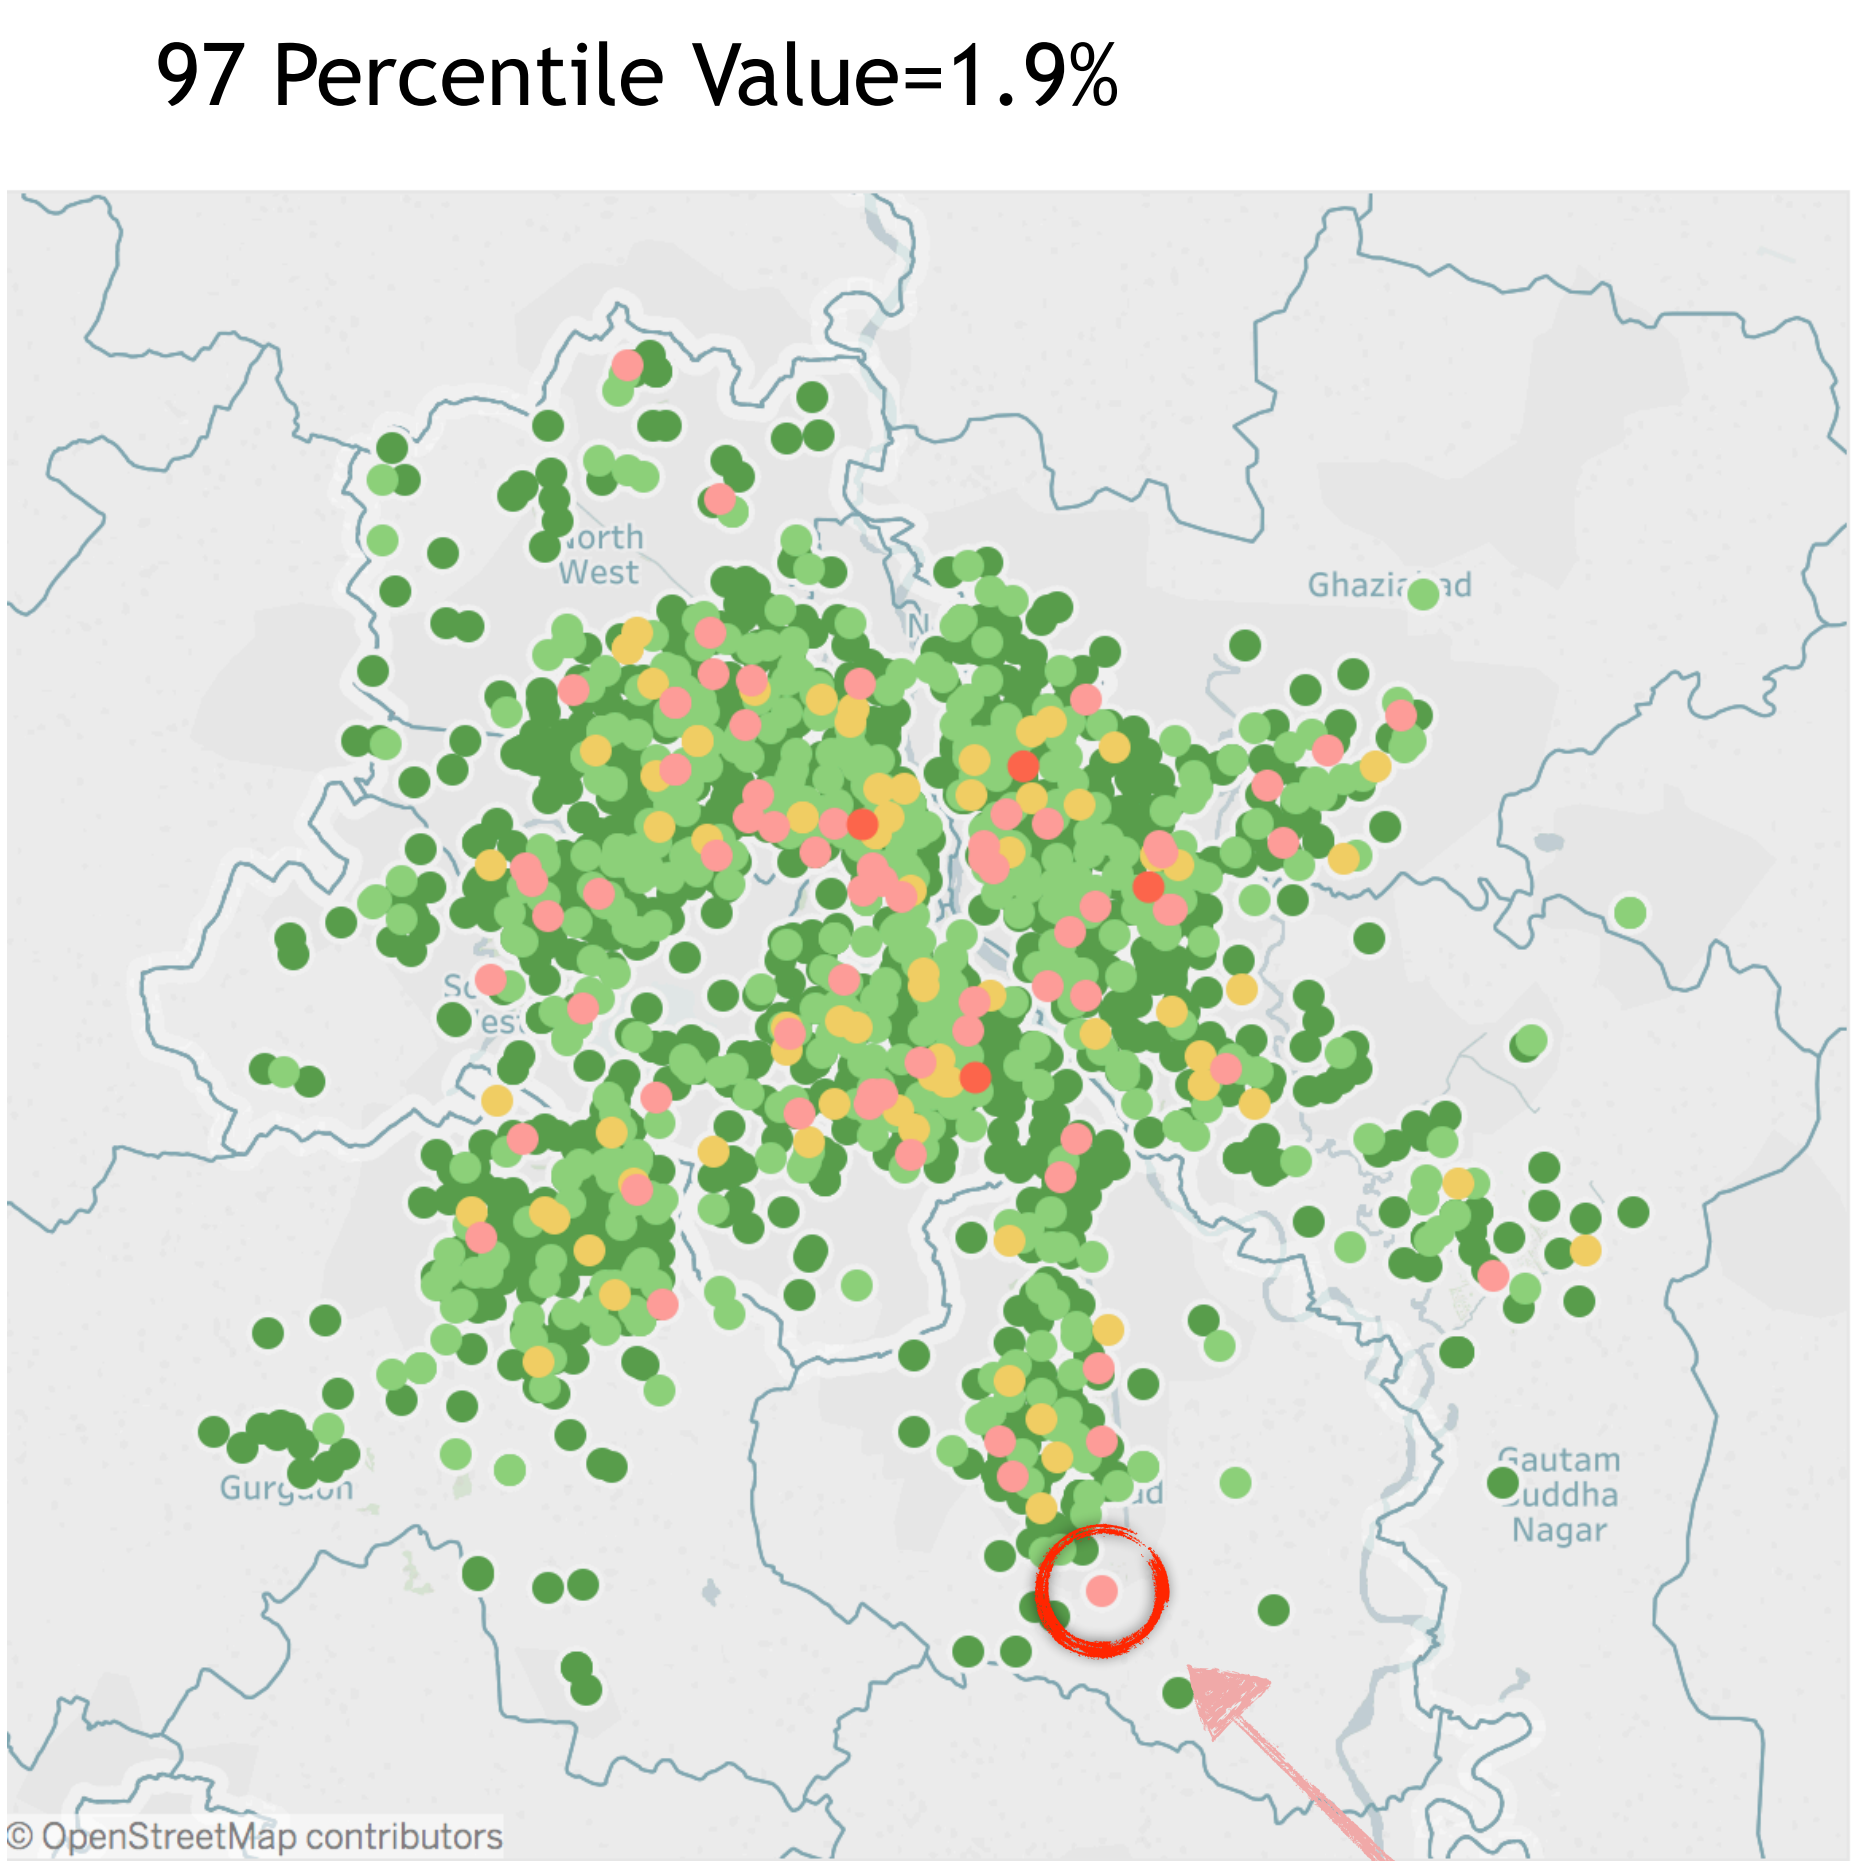 97 Percentile Value=1.9%
North
West
N
Gautam
Buddha
Nagar
© OpenStreetMap contributors